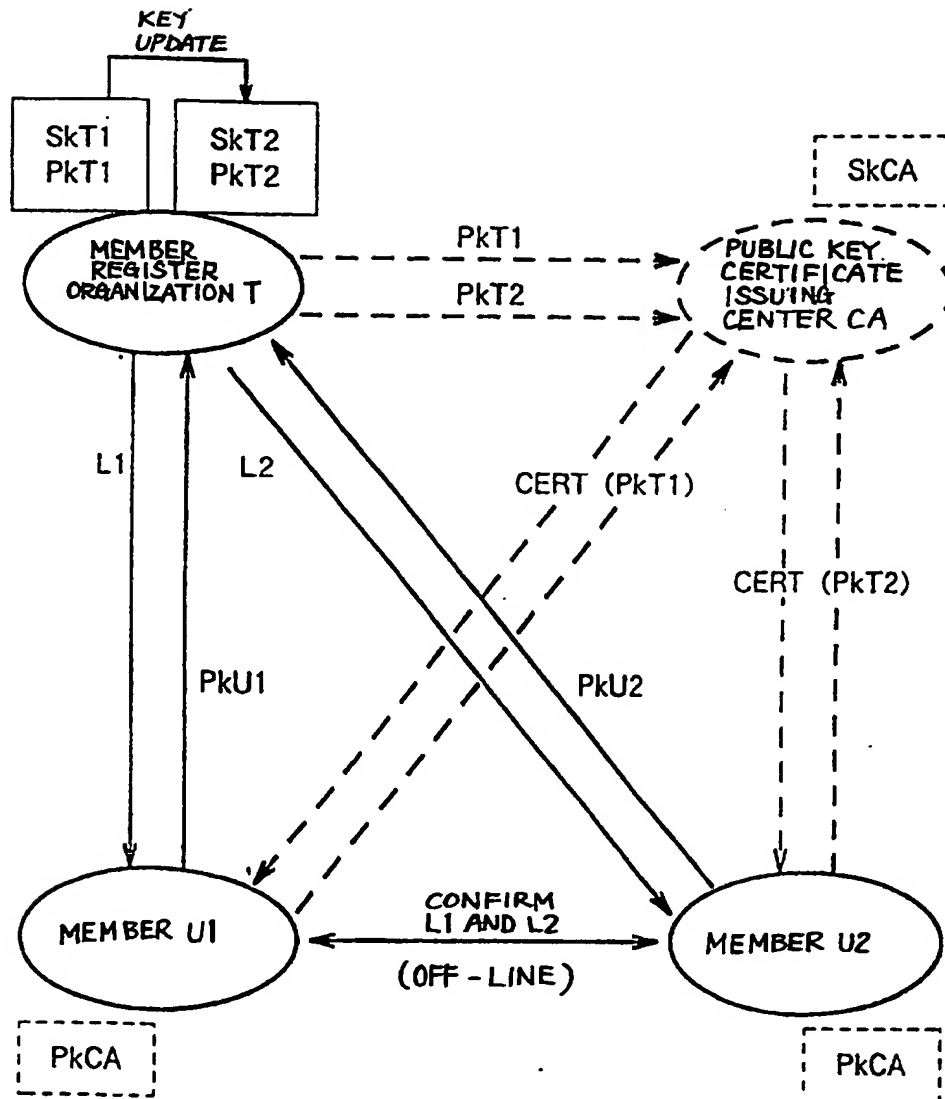 KEY
UPDATE
SkT1
PkT1
SkT2
PkT2
SkCA
MEMBER
REGISTER
ORGANIZATION T
PkT1
PkT2
PUBLIC KEY
CERTIFICATE
ISSUING
CENTER CA
L1
L2
CERT (PkT1)
CERT (PkT2)
PkU1
PkU2
MEMBER U1
CONFIRM
L1 AND L2
(OFF-LINE)
MEMBER U2
PkCA
PkCA